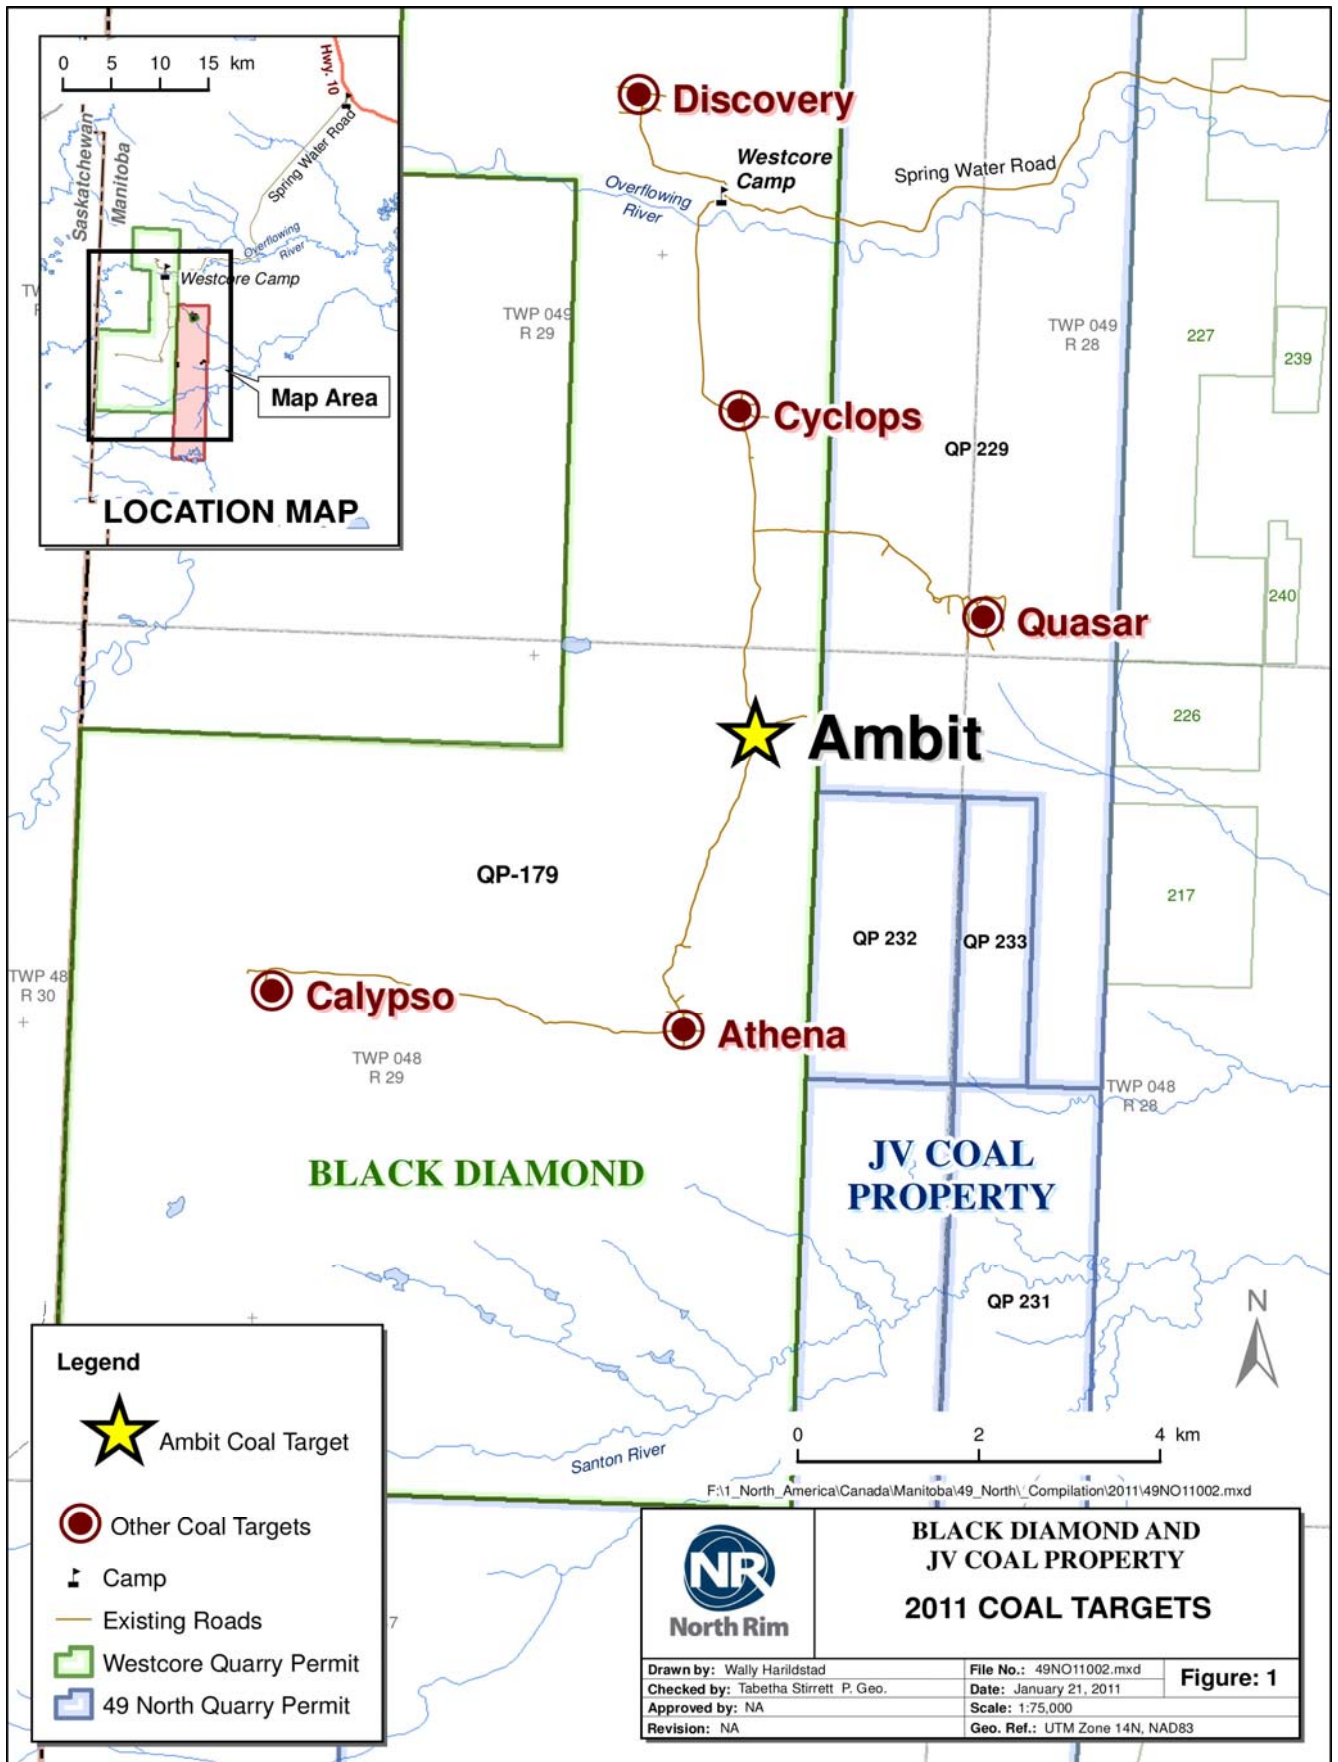 0 5 10 15 km
Hwy. 10
Spring Water Road
Saskatchewan
Manitoba
Overflowing
River
Westcore Camp
Map Area
LOCATION MAP
Discovery
Westcore
Camp
Overflowing
River
Spring Water Road
TWP 049
R 29
TWP 049
R 28
227
239
Cyclops
QP 229
240
Quasar
226
Ambit
QP-179
217
QP 232
QP 233
TWP 48
R 30
Calypso
Athena
TWP 048
R 29
TWP 048
R 28
BLACK DIAMOND
JV COAL
PROPERTY
QP 231
N
Santon River
0 2 4 km
F:\1_North_America\Canada\Manitoba\49_North\_Compilation\2011\49NO11002.mxd
Legend
Ambit Coal Target
Other Coal Targets
Camp
Existing Roads
Westcore Quarry Permit
49 North Quarry Permit
7
NR
North Rim
BLACK DIAMOND AND
JV COAL PROPERTY
2011 COAL TARGETS
Drawn by: Wally Harildstad
File No.: 49NO11002.mxd
Figure: 1
Checked by: Tabetha Stirrett P. Geo.
Date: January 21, 2011
Approved by: NA
Scale: 1:75,000
Revision: NA
Geo. Ref.: UTM Zone 14N, NAD83